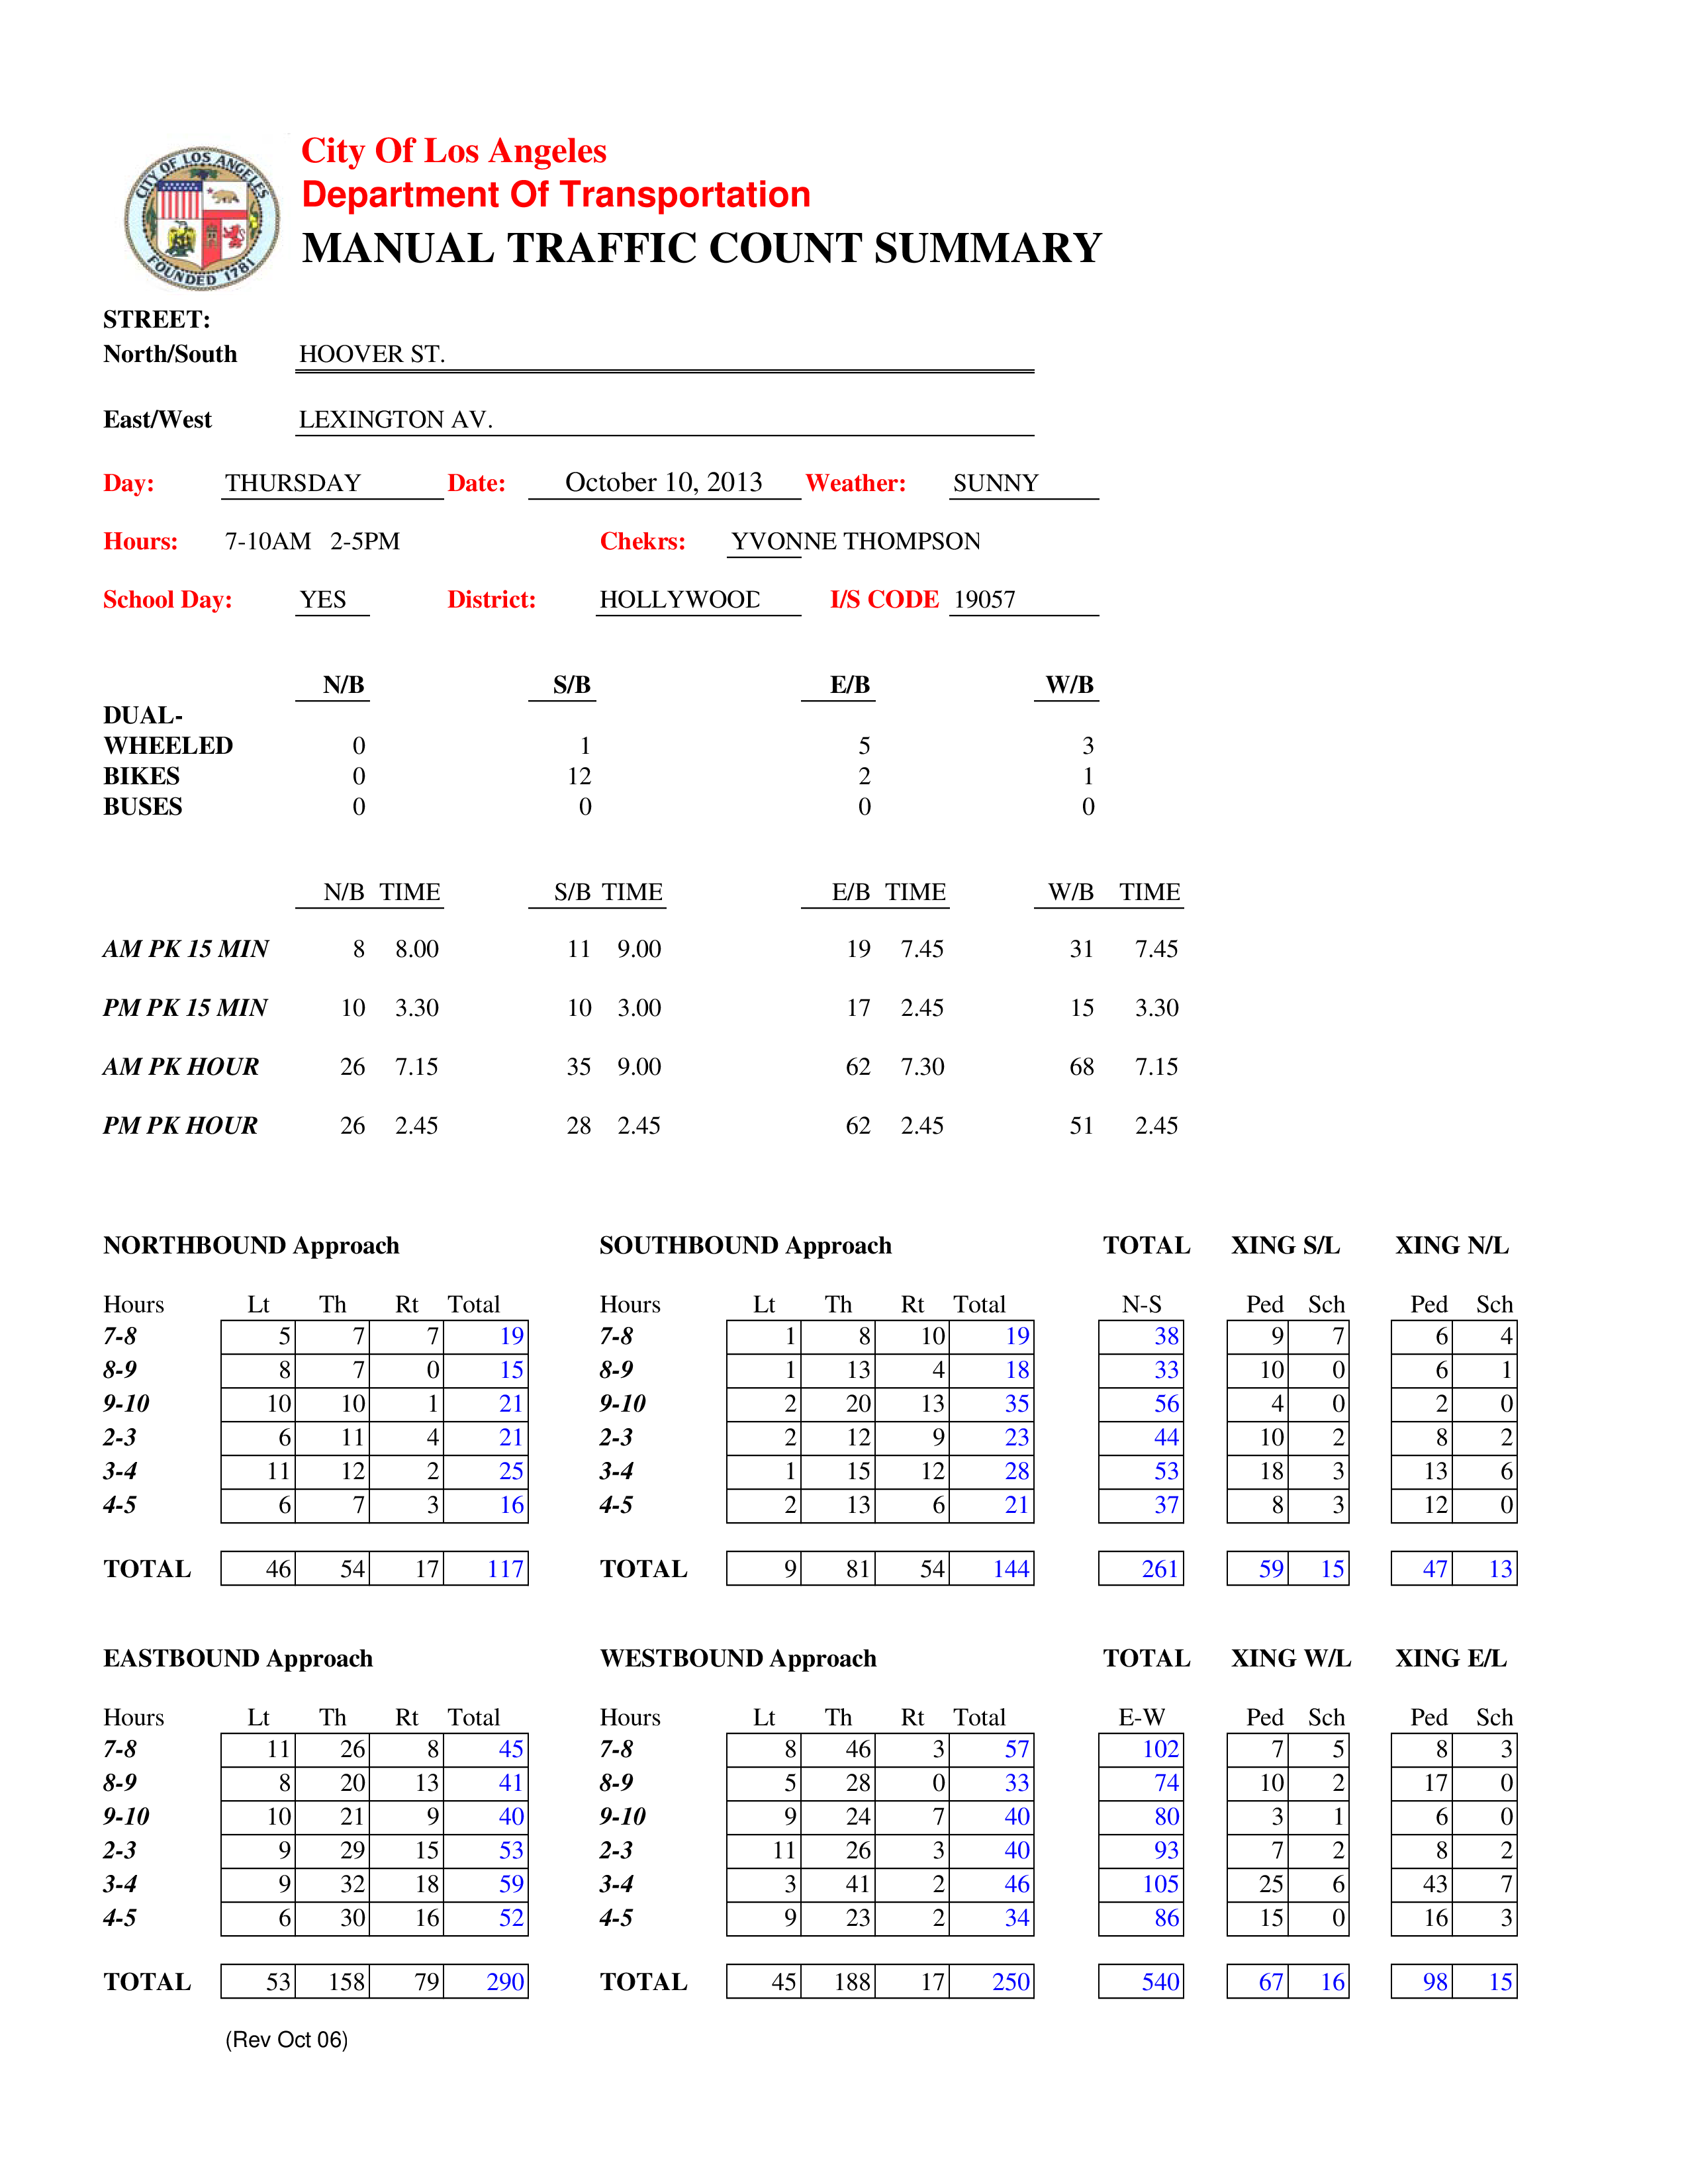 CITY OF LOS ANGELES
FOUNDED 1781
City Of Los Angeles
Department Of Transportation
MANUAL TRAFFIC COUNT SUMMARY
STREET:
North/South HOOVER ST.
East/West LEXINGTON AV.
Day: THURSDAY Date: October 10, 2013 Weather: SUNNY
Hours: 7-10AM 2-5PM Chekrs: YVONNE THOMPSON
School Day: YES District: HOLLYWOOD I/S CODE 19057
N/B S/B E/B W/B
DUAL-
WHEELED 0 1 5 3
BIKES 0 12 2 1
BUSES 0 0 0 0
N/B TIME S/B TIME E/B TIME W/B TIME
AM PK 15 MIN 8 8.00 11 9.00 19 7.45 31 7.45
PM PK 15 MIN 10 3.30 10 3.00 17 2.45 15 3.30
AM PK HOUR 26 7.15 35 9.00 62 7.30 68 7.15
PM PK HOUR 26 2.45 28 2.45 62 2.45 51 2.45
NORTHBOUND Approach SOUTHBOUND Approach TOTAL XING S/L XING N/L
Hours Lt Th Rt Total Hours Lt Th Rt Total N-S Ped Sch Ped Sch
7-8 5 7 7 19 7-8 1 8 10 19 38 9 7 6 4
8-9 8 7 0 15 8-9 1 13 4 18 33 10 0 6 1
9-10 10 10 1 21 9-10 2 20 13 35 56 4 0 2 0
2-3 6 11 4 21 2-3 2 12 9 23 44 10 2 8 2
3-4 11 12 2 25 3-4 1 15 12 28 53 18 3 13 6
4-5 6 7 3 16 4-5 2 13 6 21 37 8 3 12 0
TOTAL 46 54 17 117 TOTAL 9 81 54 144 261 59 15 47 13
EASTBOUND Approach WESTBOUND Approach TOTAL XING W/L XING E/L
Hours Lt Th Rt Total Hours Lt Th Rt Total E-W Ped Sch Ped Sch
7-8 11 26 8 45 7-8 8 46 3 57 102 7 5 8 3
8-9 8 20 13 41 8-9 5 28 0 33 74 10 2 17 0
9-10 10 21 9 40 9-10 9 24 7 40 80 3 1 6 0
2-3 9 29 15 53 2-3 11 26 3 40 93 7 2 8 2
3-4 9 32 18 59 3-4 3 41 2 46 105 25 6 43 7
4-5 6 30 16 52 4-5 9 23 2 34 86 15 0 16 3
TOTAL 53 158 79 290 TOTAL 45 188 17 250 540 67 16 98 15
(Rev Oct 06)